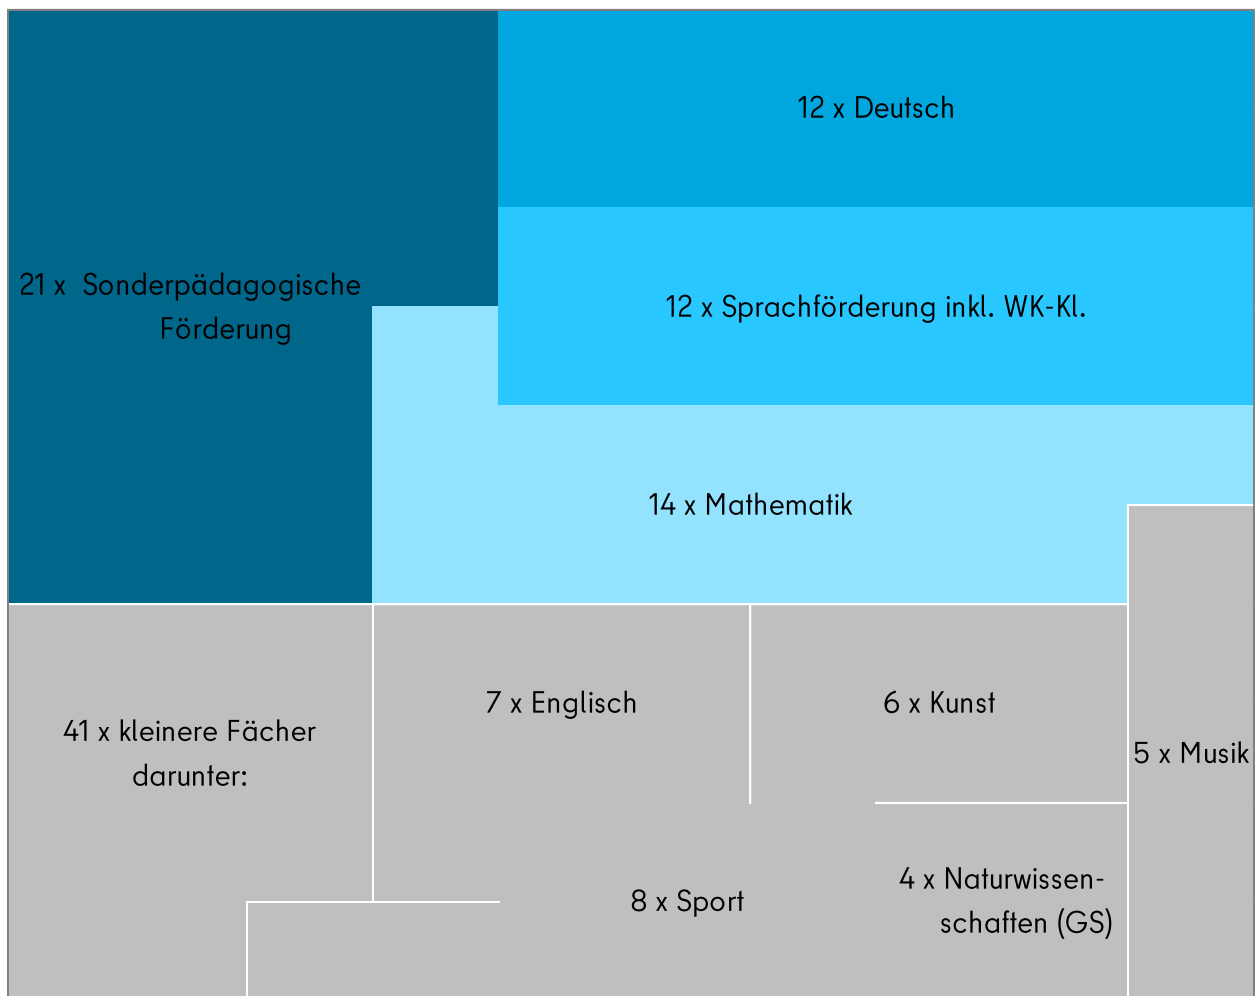 12 x Deutsch
21 x Sonderpädagogische
Förderung
12 x Sprachförderung inkl. WK-Kl.
14 x Mathematik
41 x kleinere Fächer
darunter:
7 x Englisch
6 x Kunst
5 x Musik
8 x Sport
4 x Naturwissen-
schaften (GS)